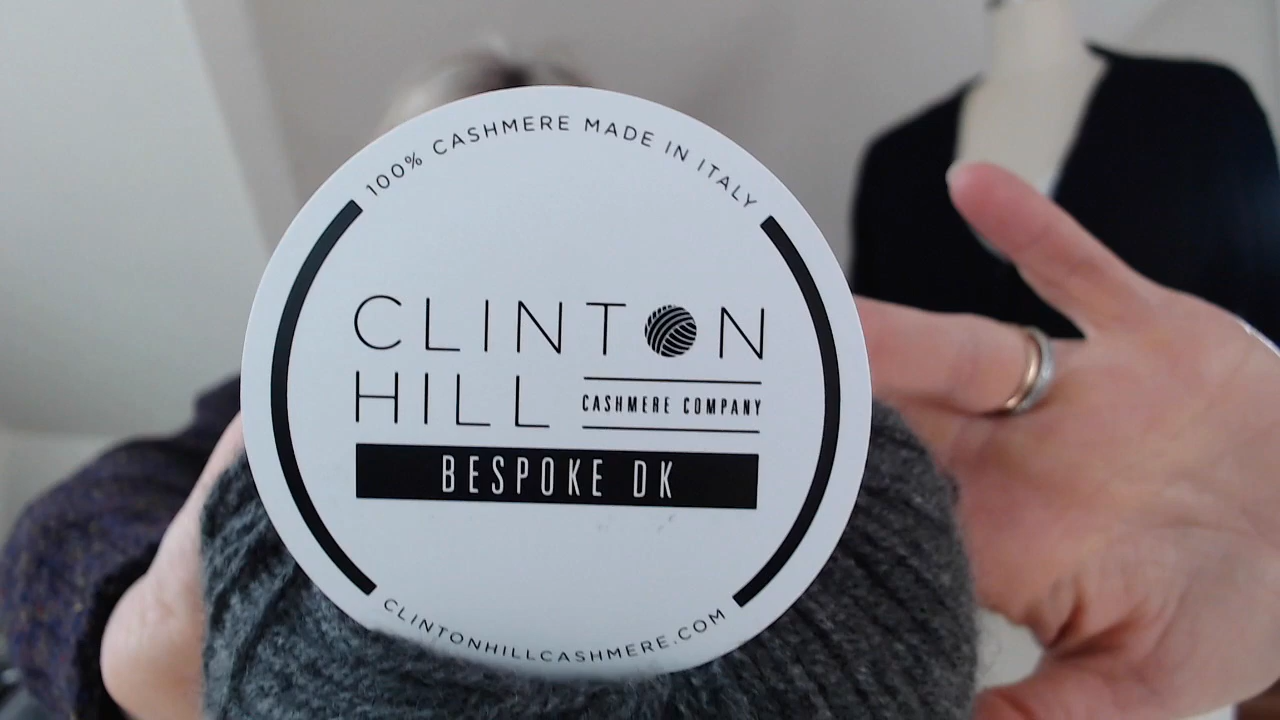 100% CASHMERE MADE IN ITALY
CLINTON
HILL
CASHMERE COMPANY
BESPOKE DK
CLINTONHILLCASHMERE.COM